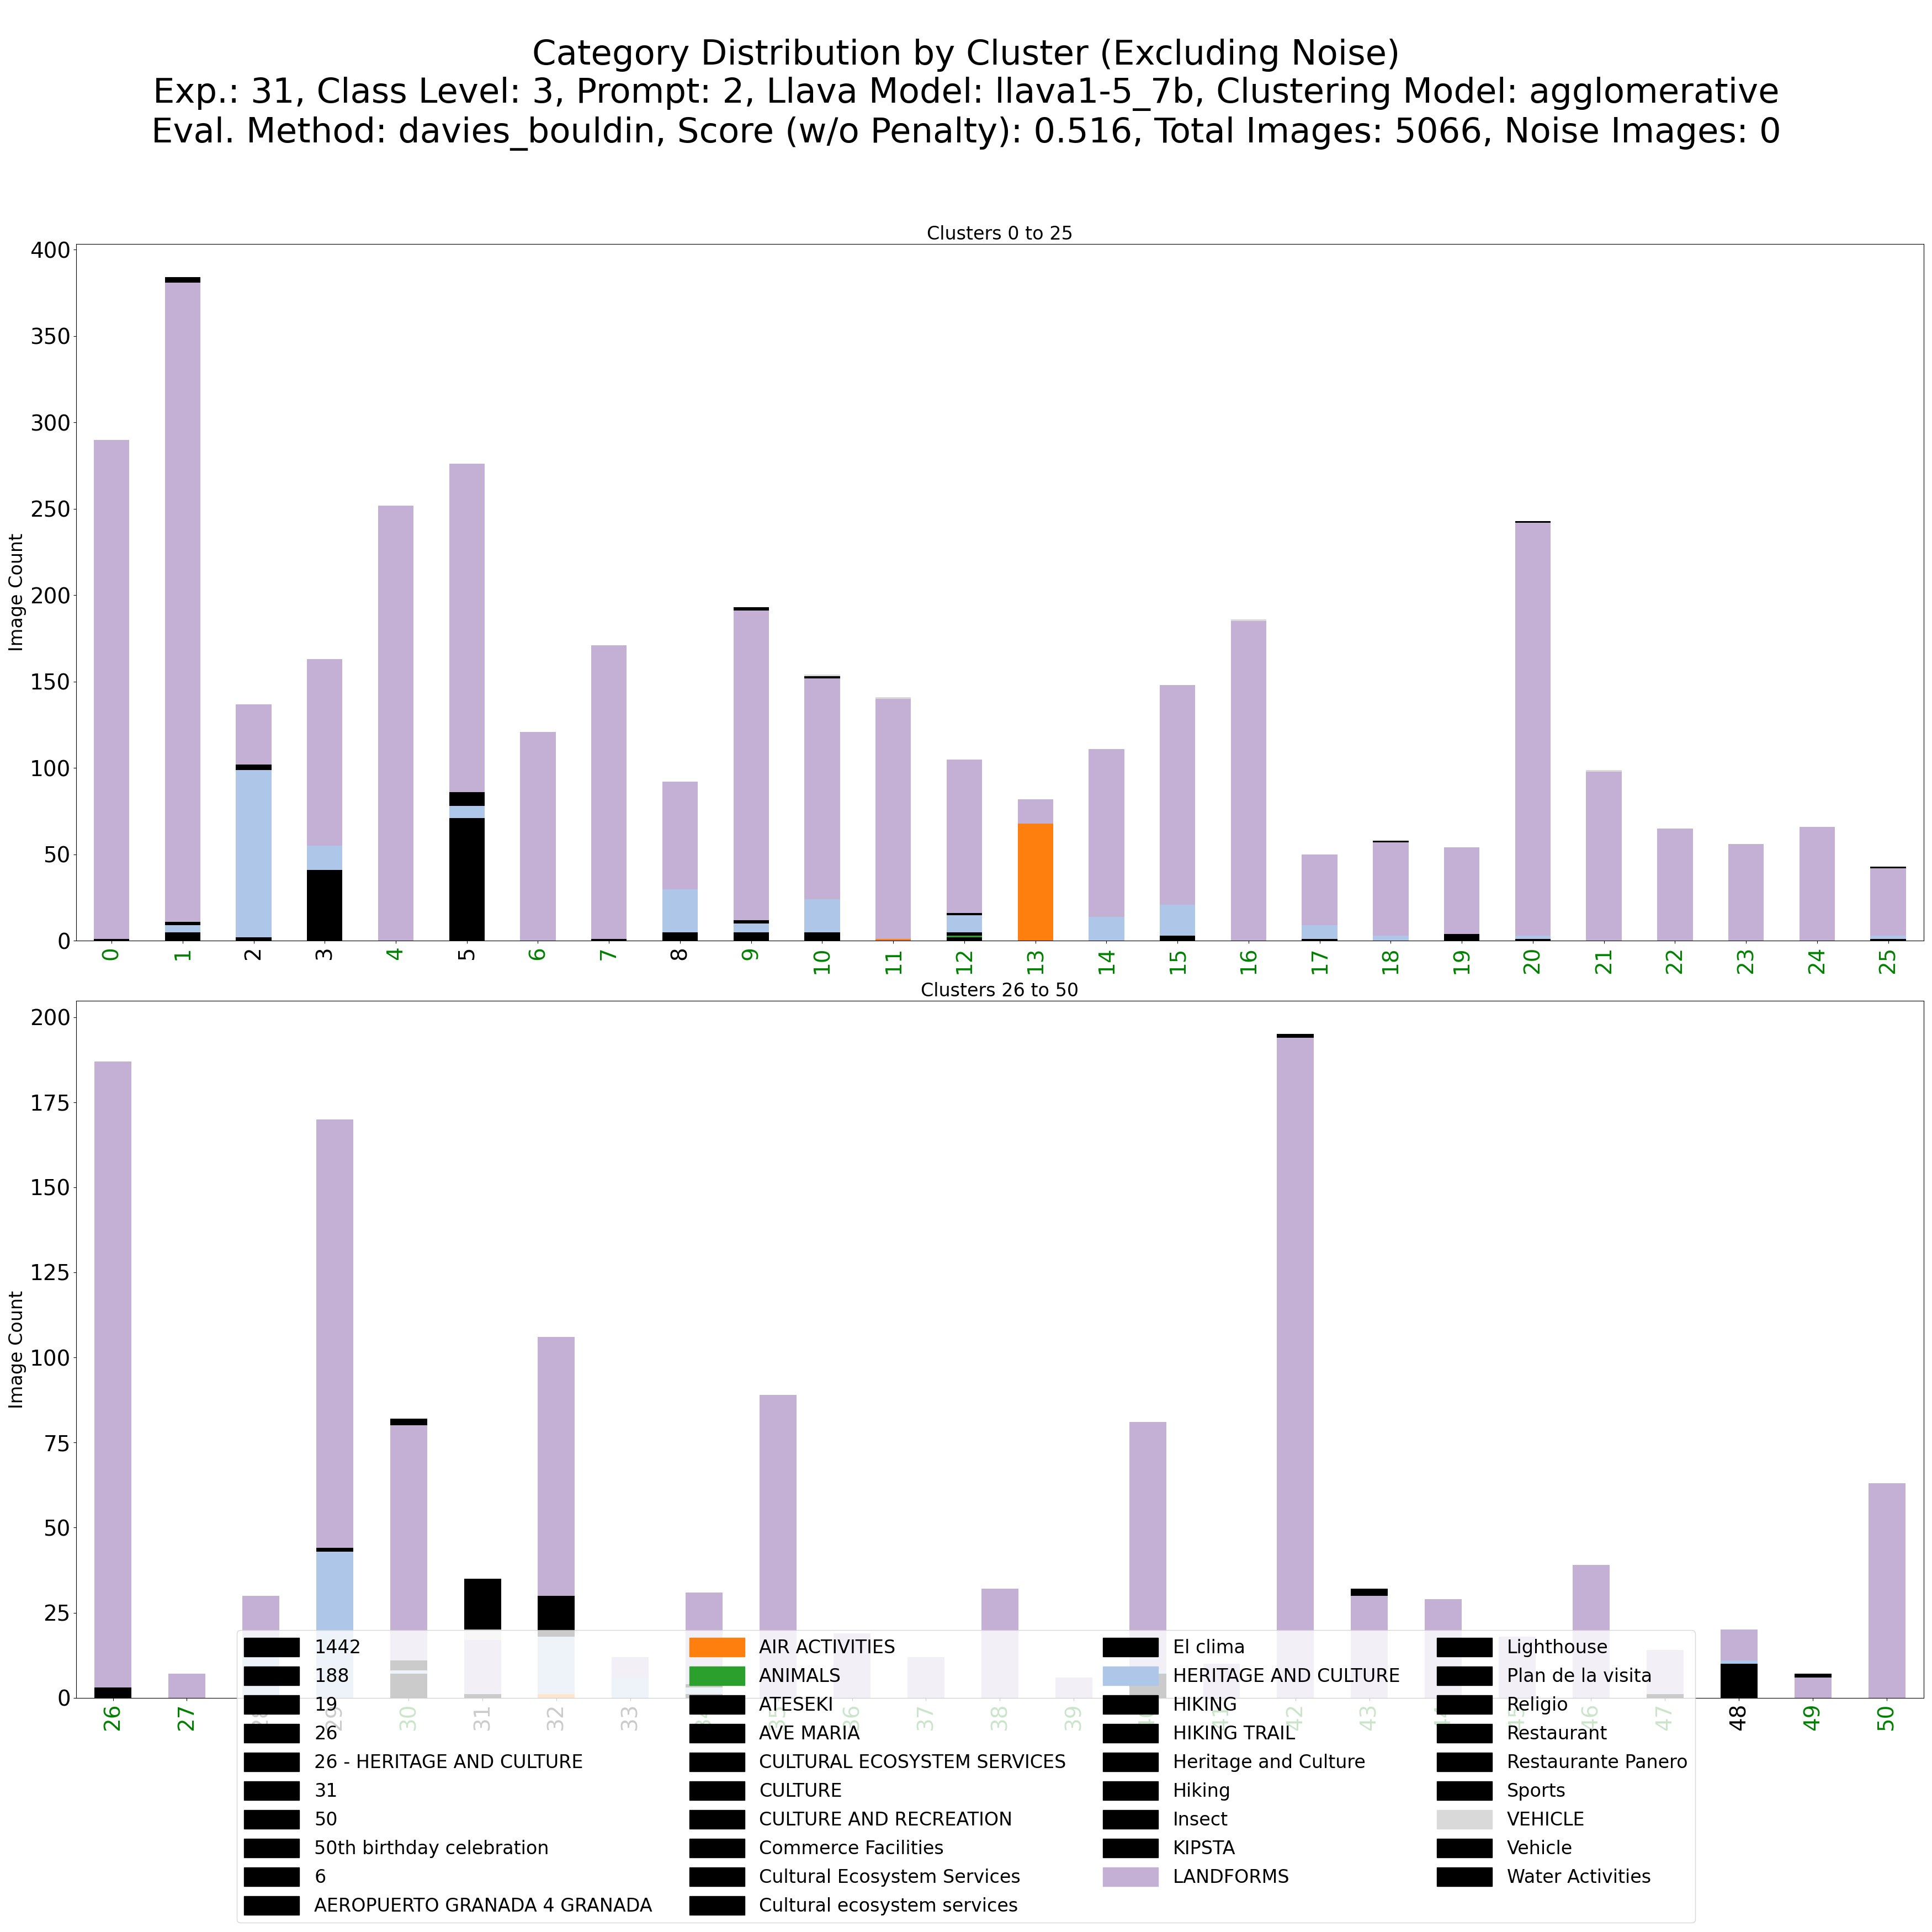 Category Distribution by Cluster (Excluding Noise)
Exp.: 31, Class Level: 3, Prompt: 2, Llava Model: llava1-5_7b, Clustering Model: agglomerative
Eval. Method: davies_bouldin, Score (w/o Penalty): 0.516, Total Images: 5066, Noise Images: 0
Clusters 0 to 25
Image Count
400
350
300
250
200
150
100
50
0
0 1 2 3 4 5 6 7 8 9 10 11 12 13 14 15 16 17 18 19 20 21 22 23 24 25
Clusters 26 to 50
Image Count
200
175
150
125
100
75
50
25
0
26 27 29 30 31 32 33 36 37 38 39 42 43 46 47 48 49 50
1442
188
19
26
26 - HERITAGE AND CULTURE
31
50
50th birthday celebration
6
AEROPUERTO GRANADA 4 GRANADA
AIR ACTIVITIES
ANIMALS
ATESEKI
AVE MARIA
CULTURAL ECOSYSTEM SERVICES
CULTURE
CULTURE AND RECREATION
Commerce Facilities
Cultural Ecosystem Services
Cultural ecosystem services
El clima
HERITAGE AND CULTURE
HIKING
HIKING TRAIL
Heritage and Culture
Hiking
Insect
KIPSTA
LANDFORMS
Lighthouse
Plan de la visita
Religio
Restaurant
Restaurante Panero
Sports
VEHICLE
Vehicle
Water Activities